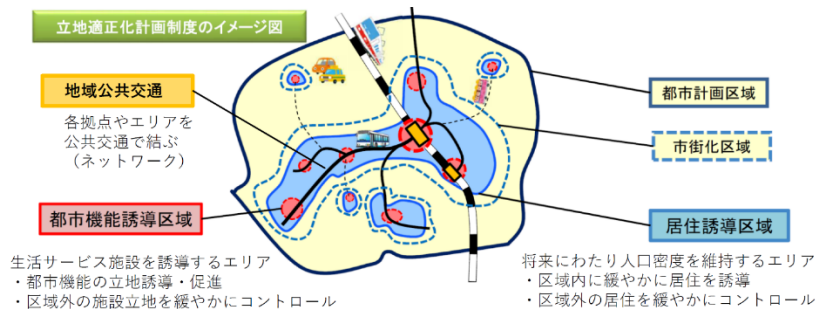 立地適正化計画制度のイメージ図
地域公共交通
各拠点やエリアを
公共交通で結ぶ
（ネットワーク）
都市機能誘導区域
生活サービス施設を誘導するエリア
・都市機能の立地誘導・促進
・区域外の施設立地を緩やかにコントロール
都市計画区域
市街化区域
居住誘導区域
将来にわたり人口密度を維持するエリア
・区域内に緩やかに居住を誘導
・区域外の居住を緩やかにコントロール